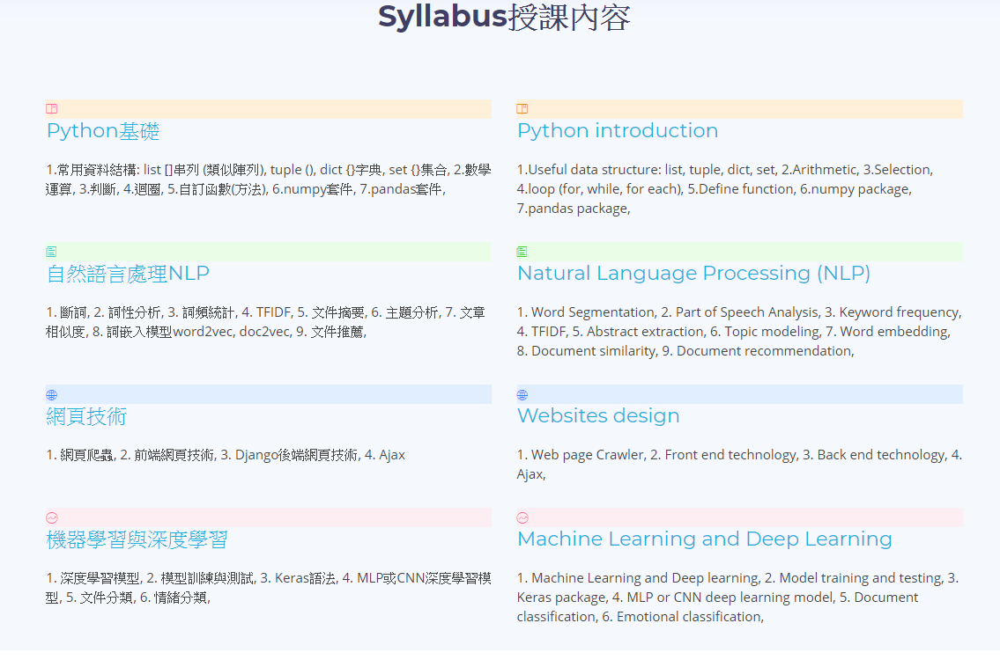 Syllabus授課內容
Python基礎
1.常用資料結構: list []串列 (類似陣列), tuple (), dict {}字典, set {}集合, 2.數學
運算, 3.判斷, 4.迴圈, 5.自訂函數(方法), 6.numpy套件, 7.pandas套件,
Python introduction
1.Useful data structure: list, tuple, dict, set, 2.Arithmetic, 3.Selection,
4.loop (for, while, for each), 5.Define function, 6.numpy package,
7.pandas package,
自然語言處理NLP
1. 斷詞, 2. 詞性分析, 3. 詞頻統計, 4. TFIDF, 5. 文件摘要, 6. 主題分析, 7. 文章
相似度, 8. 詞嵌入模型word2vec, doc2vec, 9. 文件推薦,
Natural Language Processing (NLP)
1. Word Segmentation, 2. Part of Speech Analysis, 3. Keyword frequency,
4. TFIDF, 5. Abstract extraction, 6. Topic modeling, 7. Word embedding,
8. Document similarity, 9. Document recommendation,
網頁技術
1. 網頁爬蟲, 2. 前端網頁技術, 3. Django後端網頁技術, 4. Ajax
Websites design
1. Web page Crawler, 2. Front end technology, 3. Back end technology, 4.
Ajax,
機器學習與深度學習
1. 深度學習模型, 2. 模型訓練與測試, 3. Keras語法, 4. MLP或CNN深度學習模
型, 5. 文件分類, 6. 情緒分類,
Machine Learning and Deep Learning
1. Machine Learning and Deep learning, 2. Model training and testing, 3.
Keras package, 4. MLP or CNN deep learning model, 5. Document
classification, 6. Emotional classification,